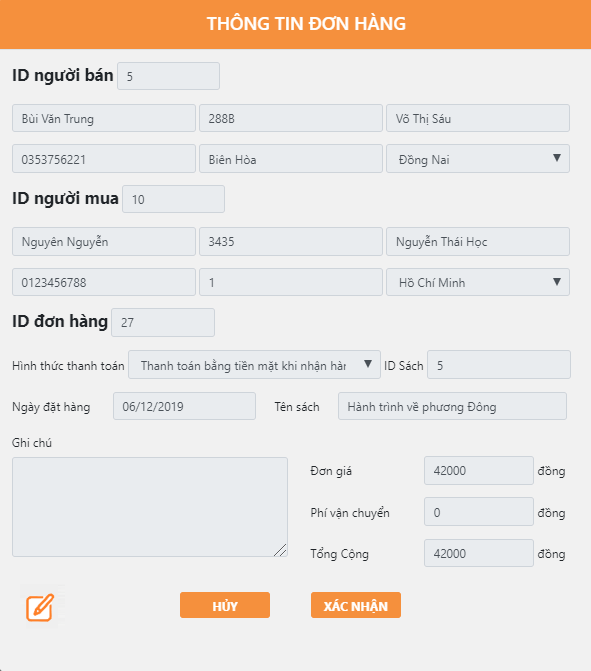 THÔNG TIN ĐƠN HÀNG
ID người bán 5
Bùi Văn Trung 288B Võ Thị Sáu
0353756221 Biên Hòa Đồng Nai
ID người mua 10
Nguyên Nguyễn 3435 Nguyễn Thái Học
0123456788 1 Hồ Chí Minh
ID đơn hàng 27
Hình thức thanh toán Thanh toán bằng tiền mặt khi nhận hàr ID Sách 5
Ngày đặt hàng 06/12/2019 Tên sách Hành trình về phương Đông
Ghi chú
Đơn giá 42000 đồng
Phí vận chuyển 0 đồng
Tổng Cộng 42000 đồng
HỦY XÁC NHẬN